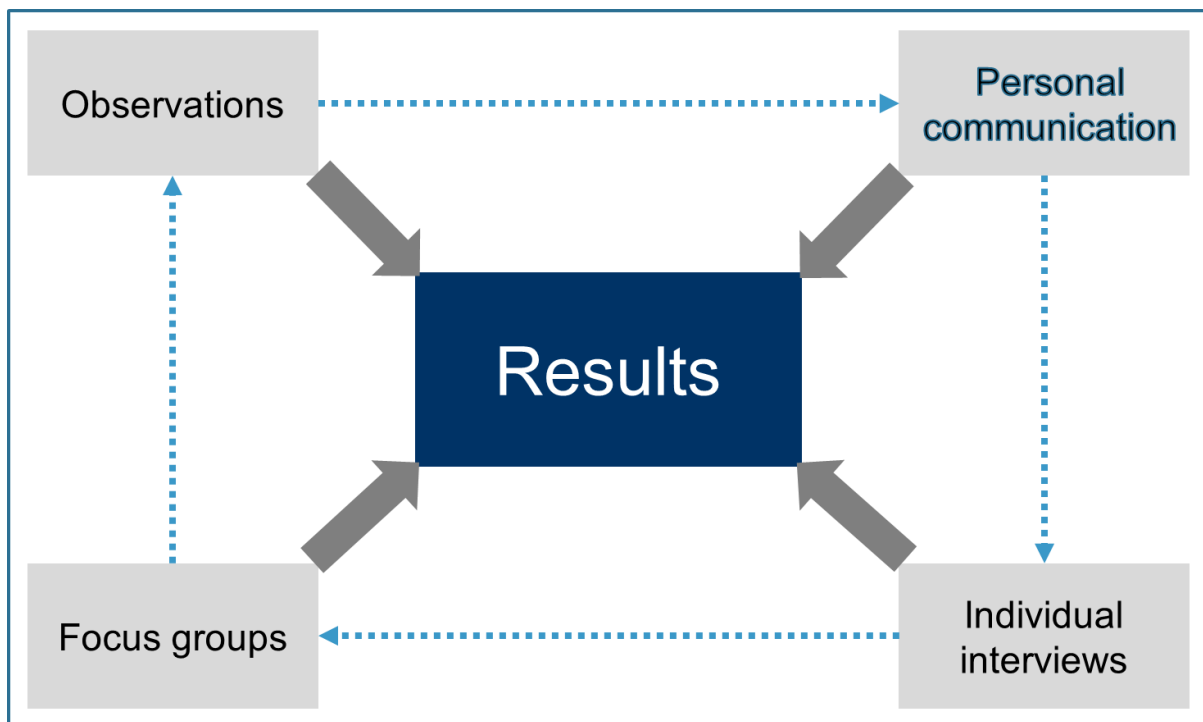 Observations
Personal
communication
Results
Focus groups
Individual
interviews